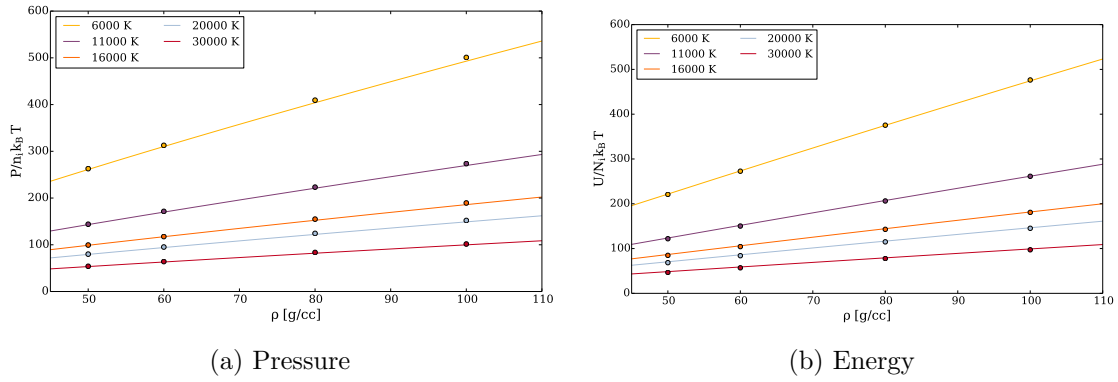 600
500
400
300
200
100
0
P/n_i k_B T
6000 K
11000 K
16000 K
20000 K
30000 K
50 60 70 80 90 100 110
ρ [g/cc]
(a) Pressure
600
500
400
300
200
100
0
U/N_i k_B T
6000 K
11000 K
16000 K
20000 K
30000 K
50 60 70 80 90 100 110
ρ [g/cc]
(b) Energy